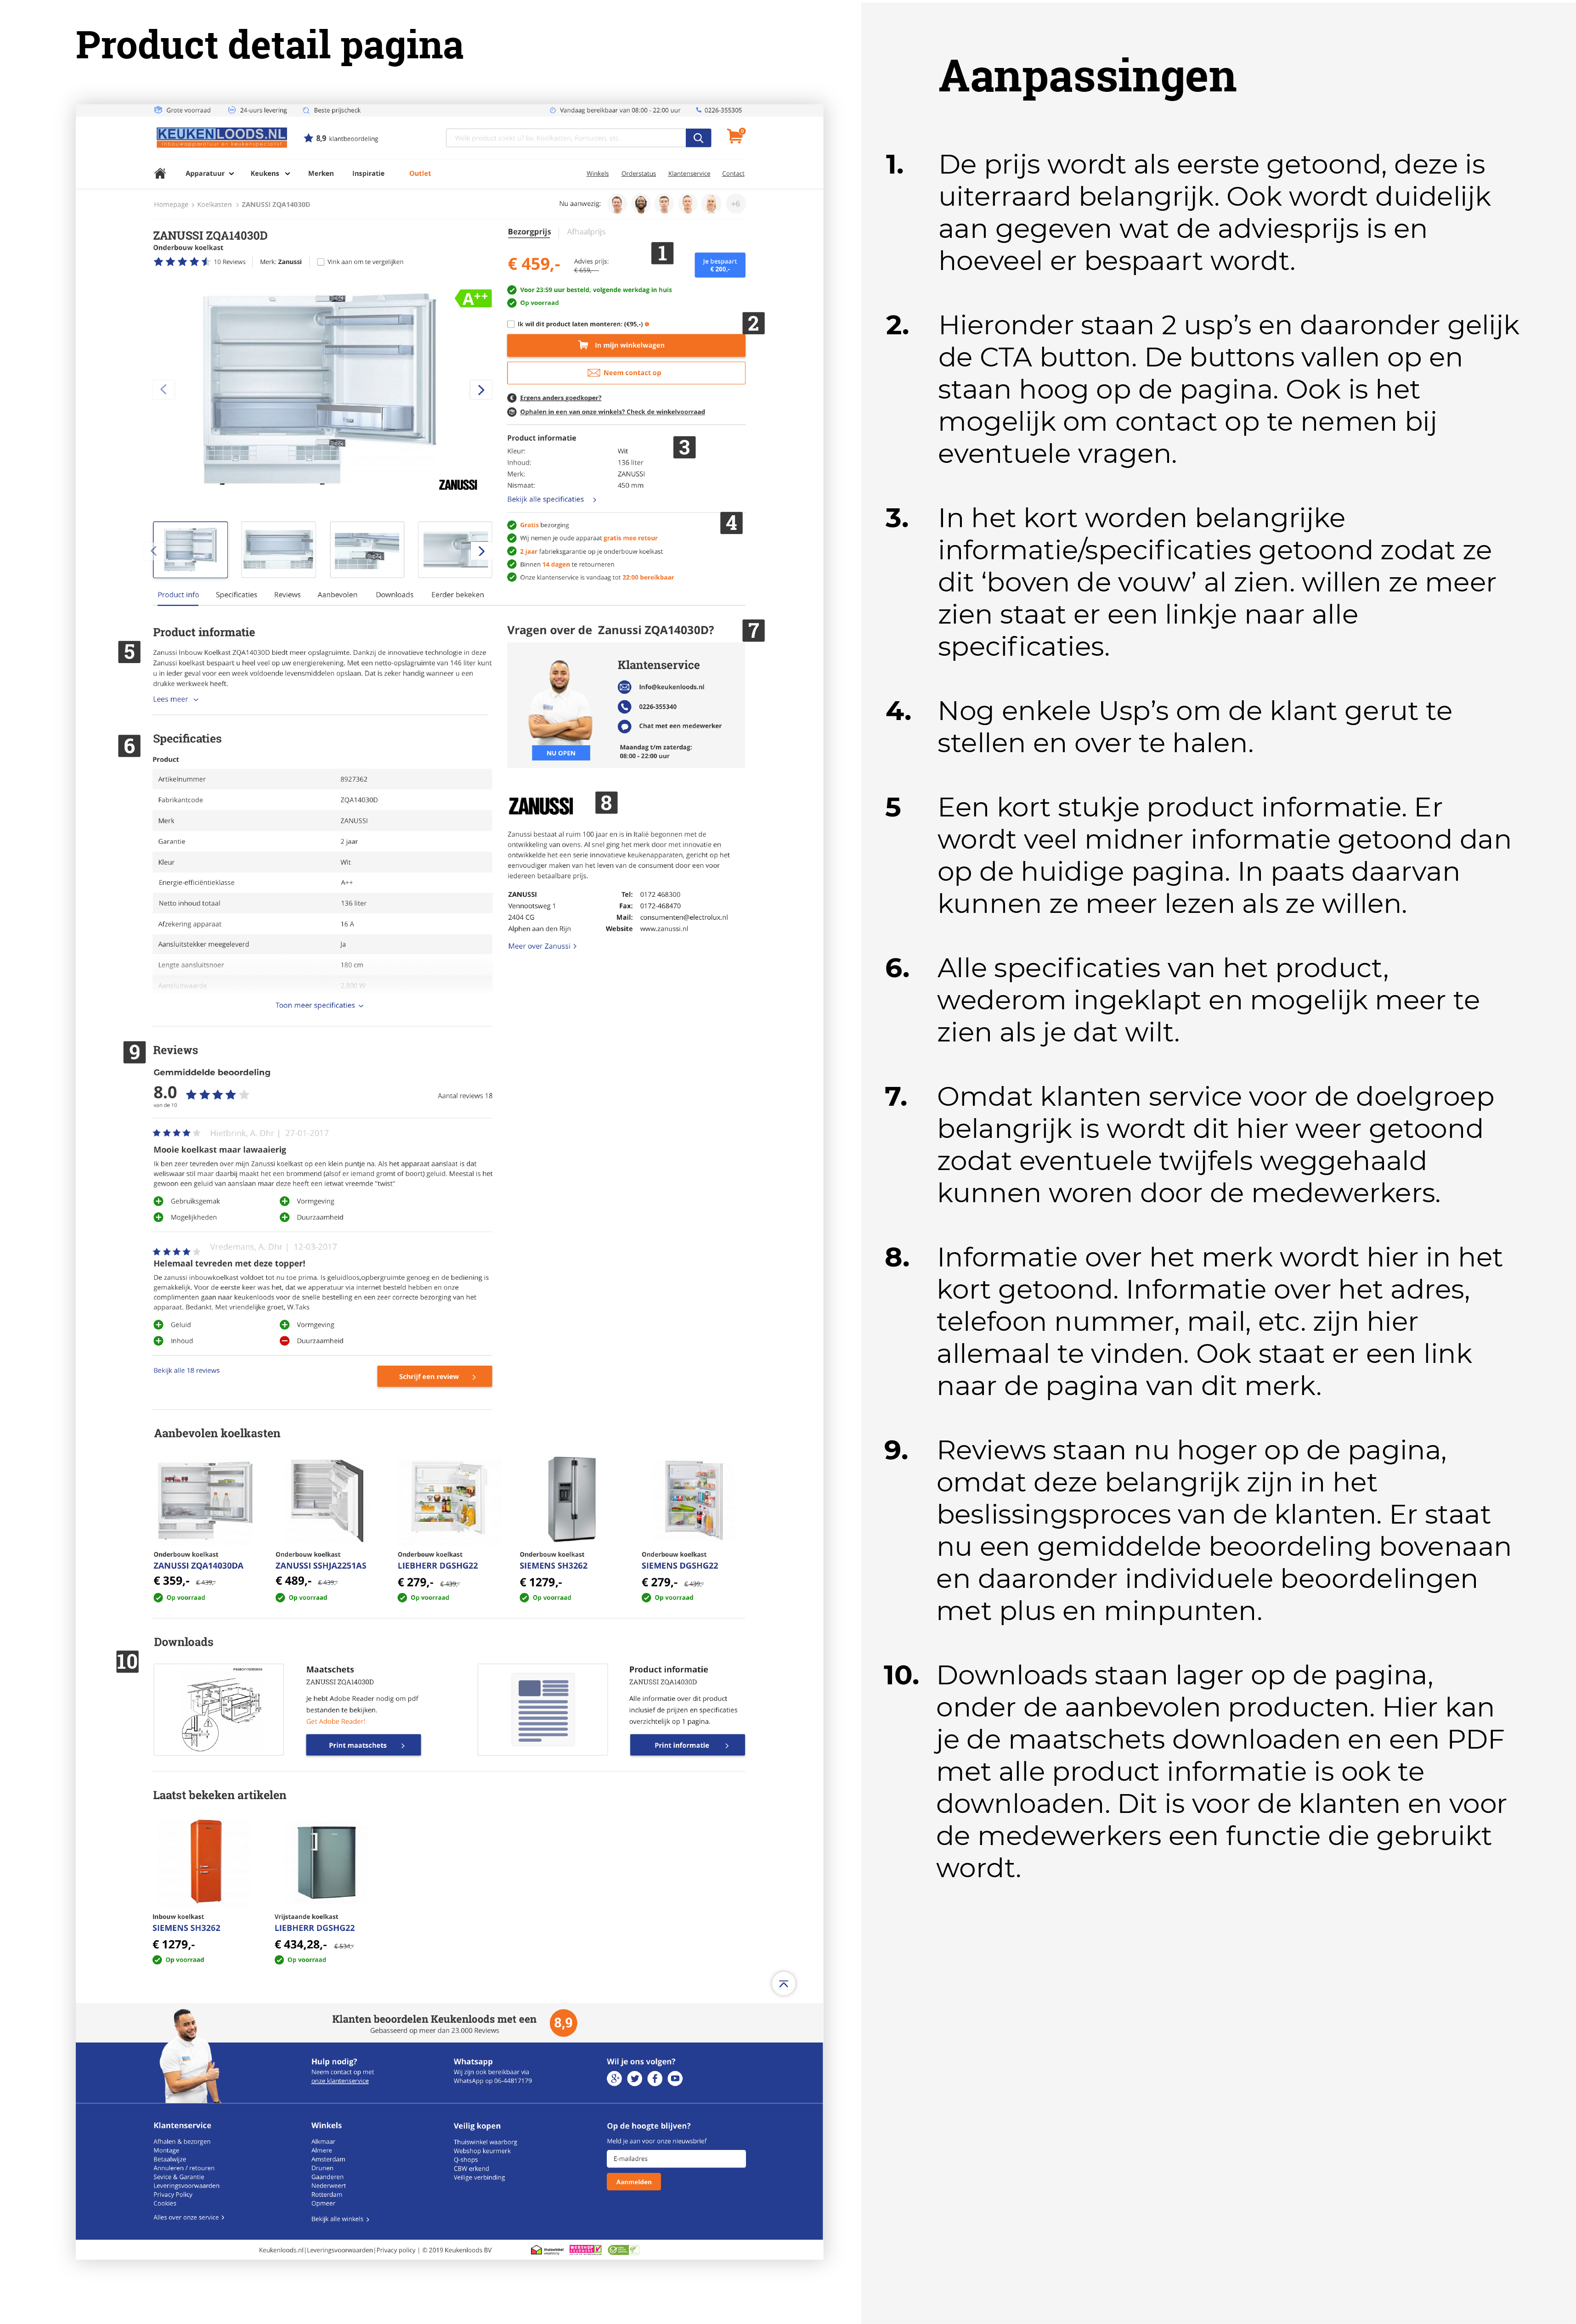 Product detail pagina
Grote voorraad
24-uurs levering
Beste prijscheck
Vandaag bereikbaar van 08:00 - 22:00 uur
0226-355305
KEUKENLOODS.NL
Inbouwapparatuur en keukenspecialist
8,9 klantbeoordeling
Welk product zoekt u? bv. Koelkasten, Fornuizen, etc.
0
Apparatuur
Keukens
Merken
Inspiratie
Outlet
Winkels
Orderstatus
Klantenservice
Contact
Homepage > Koelkasten > ZANUSSI ZQA14030D
Nu aanwezig:
+6
ZANUSSI ZQA14030D
Onderbouw koelkast
10 Reviews
Merk: Zanussi
Vink aan om te vergelijken
A++
ZANUSSI
Bezorgprijs | Afhaalprijs
1
€ 459,-
Advies prijs:
€ 659,-
Je bespaart
€ 200,-
Voor 23:59 uur besteld, volgende werkdag in huis
Op voorraad
2
Ik wil dit product laten monteren: (€95,-)
In mijn winkelwagen
Neem contact op
Ergens anders goedkoper?
Ophalen in een van onze winkels? Check de winkelvoorraad
Product informatie
3
Kleur: Wit
Inhoud: 136 liter
Merk: ZANUSSI
Nismaat: 450 mm
Bekijk alle specificaties >
4
Gratis bezorging
Wij nemen je oude apparaat gratis mee retour
2 jaar fabrieksgarantie op je onderbouw koelkast
Binnen 14 dagen te retourneren
Onze klantenservice is vandaag tot 22:00 bereikbaar
Product info
Specificaties
Reviews
Aanbevolen
Downloads
Eerder bekeken
5
Product informatie
Zanussi Inbouw Koelkast ZQA14030D biedt meer opslagruimte. Dankzij de innovatieve technologie in deze
Zanussi koelkast bespaart u heel veel op uw energierekening. Met een netto-opslagruimte van 146 liter kunt
u in ieder geval voor een week voldoende levensmiddelen opslaan. Dat is zeker handig wanneer u een
drukke werkweek heeft.
Lees meer
7
Vragen over de Zanussi ZQA14030D?
Klantenservice
Info@keukenloods.nl
0226-355340
Chat met een medewerker
NU OPEN
Maandag t/m zaterdag:
08:00 - 22:00 uur
6
Specificaties
Product
Artikelnummer 8927362
Fabrikantcode ZQA14030D
Merk ZANUSSI
Garantie 2 jaar
Kleur Wit
Energie-efficiëntieklasse A++
Netto inhoud totaal 136 liter
Afzekering apparaat 16 A
Aansluitstekker meegeleverd Ja
Lengte aansluitsnoer 180 cm
Aansluitwaarde 2,800 W
Toon meer specificaties
ZANUSSI
8
Zanussi bestaat al ruim 100 jaar en is in Italië begonnen met de
ontwikkeling van ovens. Al snel ging het merk door met innovatie en
ontwikkelde het een serie innovatieve keukenapparaten, gericht op het
eenvoudiger maken van het leven van de consument door een voor
iedereen betaalbare prijs.
ZANUSSI Tel: 0172 468300
Vennootsweg 1 Fax: 0172-468470
2404 CG Mail: consumenten@electrolux.nl
Alphen aan den Rijn Website www.zanussi.nl
Meer over Zanussi >
9
Reviews
Gemmiddelde beoordeling
8.0
van de 10
Aantal reviews 18
Hietbrink, A. Dhr | 27-01-2017
Mooie koelkast maar lawaaierig
Ik ben zeer tevreden over mijn Zanussi koelkast op een klein puntje na. Als het apparaat aanslaat is dat
weliswaar stil maar daarbij maakt het een brommend (alsof er iemand gromt of boort) geluid. Meestal is het
gewoon een geluid van aanslaan maar deze heeft een ietwat vreemde "twist"
Gebruiksgemak Vormgeving
Mogelijkheden Duurzaamheid
Vredemans, A. Dhr | 12-03-2017
Helemaal tevreden met deze topper!
De zanussi inbouwkoelkast voldoet tot nu toe prima. Is geluidloos,opbergruimte genoeg en de bediening is
gemakkelijk. Voor de eerste keer was het, dat we apparatuur via internet besteld hebben en onze
complimenten gaan naar keukenloods voor de snelle bestelling en een zeer correcte bezorging van het
apparaat. Bedankt. Met vriendelijke groet, W.Taks
Geluid Vormgeving
Inhoud Duurzaamheid
Bekijk alle 18 reviews
Schrijf een review >
Aanbevolen koelkasten
Onderbouw koelkast
ZANUSSI ZQA14030DA
€ 359,- € 439,-
Op voorraad
Onderbouw koelkast
ZANUSSI SSHJA2251AS
€ 489,- € 439,-
Op voorraad
Onderbouw koelkast
LIEBHERR DGSHG22
€ 279,- € 439,-
Op voorraad
Onderbouw koelkast
SIEMENS SH3262
€ 1279,-
Op voorraad
Onderbouw koelkast
SIEMENS DGSHG22
€ 279,- € 439,-
Op voorraad
Downloads
10
Maatschets
ZANUSSI ZQA14030D
Je hebt Adobe Reader nodig om pdf
bestanden te bekijken.
Get Adobe Reader!
Print maatschets >
Product informatie
ZANUSSI ZQA14030D
Alle informatie over dit product
inclusief de prijzen en specificaties
overzichtelijk op 1 pagina.
Print informatie >
Laatst bekeken artikelen
Inbouw koelkast
SIEMENS SH3262
€ 1279,-
Op voorraad
Vrijstaande koelkast
LIEBHERR DGSHG22
€ 434,28,- € 534,-
Op voorraad
Klanten beoordelen Keukenloods met een
Gebasseerd op meer dan 23.000 Reviews
8,9
Hulp nodig?
Neem contact op met
onze klantenservice
Whatsapp
Wij zijn ook bereikbaar via
WhatsApp op 06-44817179
Wil je ons volgen?
Klantenservice
Afhalen & bezorgen
Montage
Betaalwijze
Annuleren / retouren
Sevice & Garantie
Leveringsvoorwaarden
Privacy Policy
Cookies
Alles over onze service >
Winkels
Alkmaar
Almere
Amsterdam
Drunen
Gaanderen
Nederweert
Rotterdam
Opmeer
Bekijk alle winkels >
Veilig kopen
Thuiswinkel waarborg
Webshop keurmerk
Q-shops
CBW erkend
Veilige verbinding
Op de hoogte blijven?
Meld je aan voor onze nieuwsbrief
E-mailadres
Aanmelden
Keukenloods.nl|Leveringsvoorwaarden|Privacy policy | © 2019 Keukenloods BV
Aanpassingen
1. De prijs wordt als eerste getoond, deze is
uiterraard belangrijk. Ook wordt duidelijk
aan gegeven wat de adviesprijs is en
hoeveel er bespaart wordt.
2. Hieronder staan 2 usp’s en daaronder gelijk
de CTA button. De buttons vallen op en
staan hoog op de pagina. Ook is het
mogelijk om contact op te nemen bij
eventuele vragen.
3. In het kort worden belangrijke
informatie/specificaties getoond zodat ze
dit ‘boven de vouw’ al zien. willen ze meer
zien staat er een linkje naar alle
specificaties.
4. Nog enkele Usp’s om de klant gerut te
stellen en over te halen.
5 Een kort stukje product informatie. Er
wordt veel midner informatie getoond dan
op de huidige pagina. In paats daarvan
kunnen ze meer lezen als ze willen.
6. Alle specificaties van het product,
wederom ingeklapt en mogelijk meer te
zien als je dat wilt.
7. Omdat klanten service voor de doelgroep
belangrijk is wordt dit hier weer getoond
zodat eventuele twijfels weggehaald
kunnen woren door de medewerkers.
8. Informatie over het merk wordt hier in het
kort getoond. Informatie over het adres,
telefoon nummer, mail, etc. zijn hier
allemaal te vinden. Ook staat er een link
naar de pagina van dit merk.
9. Reviews staan nu hoger op de pagina,
omdat deze belangrijk zijn in het
beslissingsproces van de klanten. Er staat
nu een gemiddelde beoordeling bovenaan
en daaronder individuele beoordelingen
met plus en minpunten.
10. Downloads staan lager op de pagina,
onder de aanbevolen producten. Hier kan
je de maatschets downloaden en een PDF
met alle product informatie is ook te
downloaden. Dit is voor de klanten en voor
de medewerkers een functie die gebruikt
wordt.